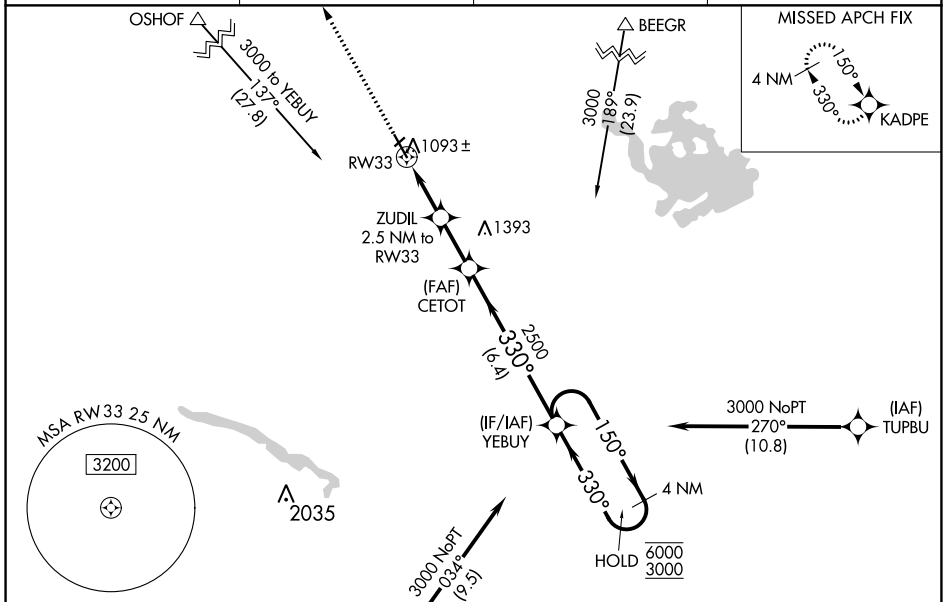 OSHOF
3000 to YEBUY
137°
(27.8)
BEEGR
3000
189°
(23.9)
MISSED APCH FIX
4 NM
150°
330°
KADPE
RW33
1093 ±
ZUDIL
2.5 NM to
RW33
1393
(FAF)
CETOT
2500
330°
(6.4)
(IF/IAF)
YEBUY
150°
330°
4 NM
HOLD
6000
3000
3000 NoPT
270°
(10.8)
(IAF)
TUPBU
MSA RW33 25 NM
3200
2035
3000 NoPT
034°
(9.5)